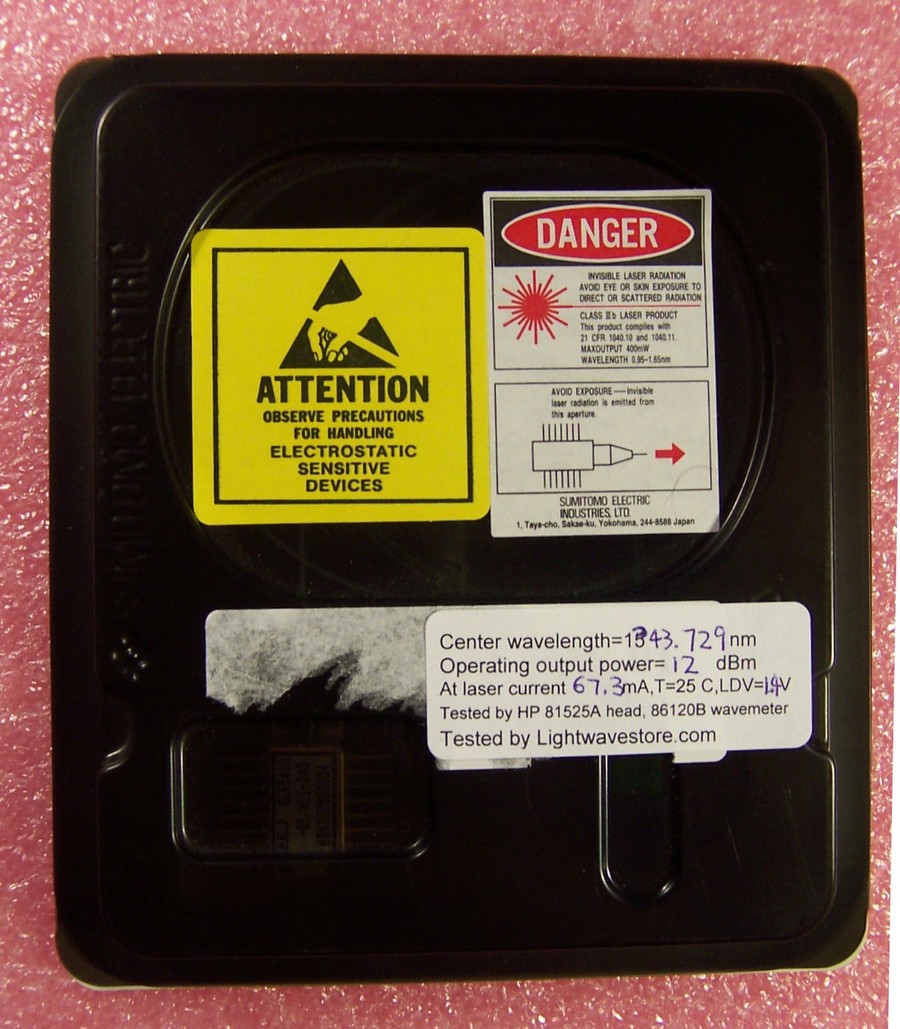 SUMITOMO ELECTRIC
ATTENTION
OBSERVE PRECAUTIONS
FOR HANDLING
ELECTROSTATIC
SENSITIVE
DEVICES
DANGER
INVISIBLE LASER RADIATION
AVOID EYE OR SKIN EXPOSURE TO
DIRECT OR SCATTERED RADIATION
CLASS IIIb LASER PRODUCT
This product complies with
21 CFR 1040.10 and 1040.11.
MAXOUTPUT 400mW
WAVELENGTH 0.95~1.65nm
AVOID EXPOSURE — Invisible
laser radiation is emitted from
this aperture.
SUMITOMO ELECTRIC
INDUSTRIES, LTD.
1, Taya-cho, Sakae-ku, Yokohama, 244-8588 Japan
Center wavelength=1343.729nm
Operating output power= 12 dBm
At laser current 67.3mA,T=25 C,LDV=1.4V
Tested by HP 81525A head, 86120B wavemeter
Tested by Lightwavestore.com